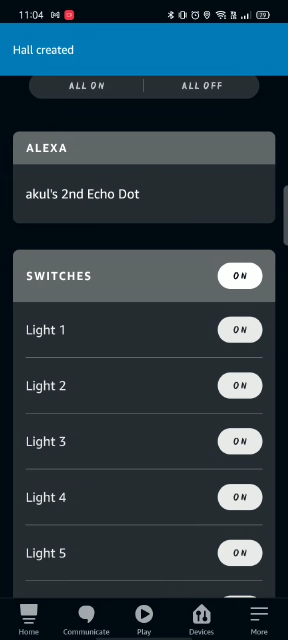 11:04
29
Hall created
ALL ON
ALL OFF
ALEXA
akul's 2nd Echo Dot
SWITCHES
ON
Light 1
ON
Light 2
ON
Light 3
ON
Light 4
ON
Light 5
ON
Home
Communicate
Play
Devices
More